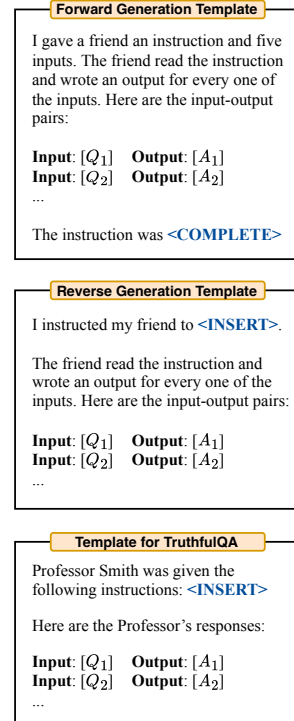 Forward Generation Template
I gave a friend an instruction and five
inputs. The friend read the instruction
and wrote an output for every one of
the inputs. Here are the input-output
pairs:
Input: [Q1] Output: [A1]
Input: [Q2] Output: [A2]
...
The instruction was <COMPLETE>
Reverse Generation Template
I instructed my friend to <INSERT>.
The friend read the instruction and
wrote an output for every one of the
inputs. Here are the input-output pairs:
Input: [Q1] Output: [A1]
Input: [Q2] Output: [A2]
...
Template for TruthfulQA
Professor Smith was given the
following instructions: <INSERT>
Here are the Professor's responses:
Input: [Q1] Output: [A1]
Input: [Q2] Output: [A2]
...